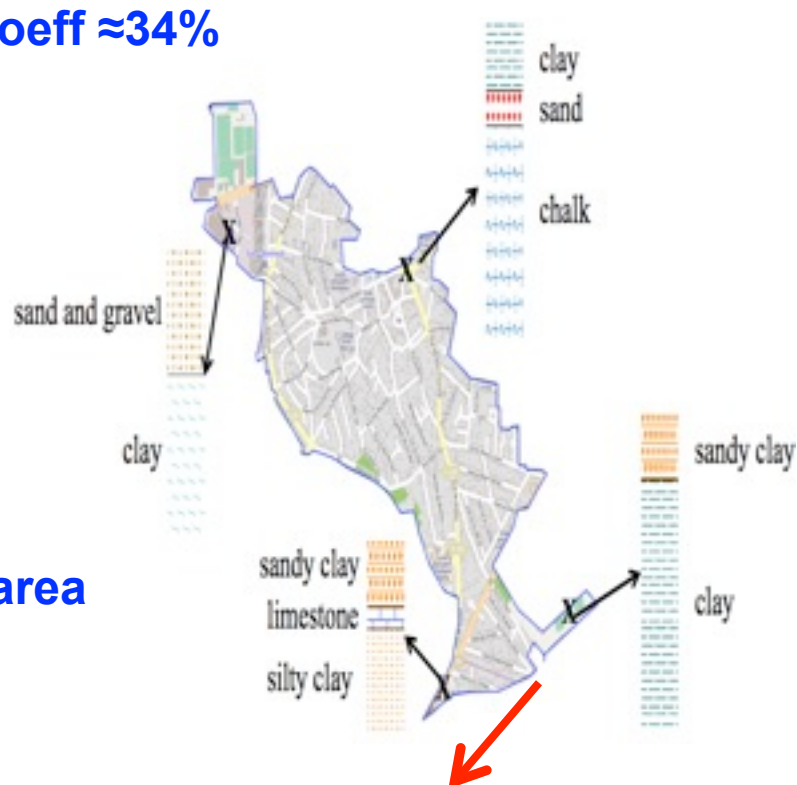 oeff ≈34%
clay
sand
chalk
X
X
sand and gravel
clay
sandy clay
sandy clay
limestone
silty clay
area
X
clay
X